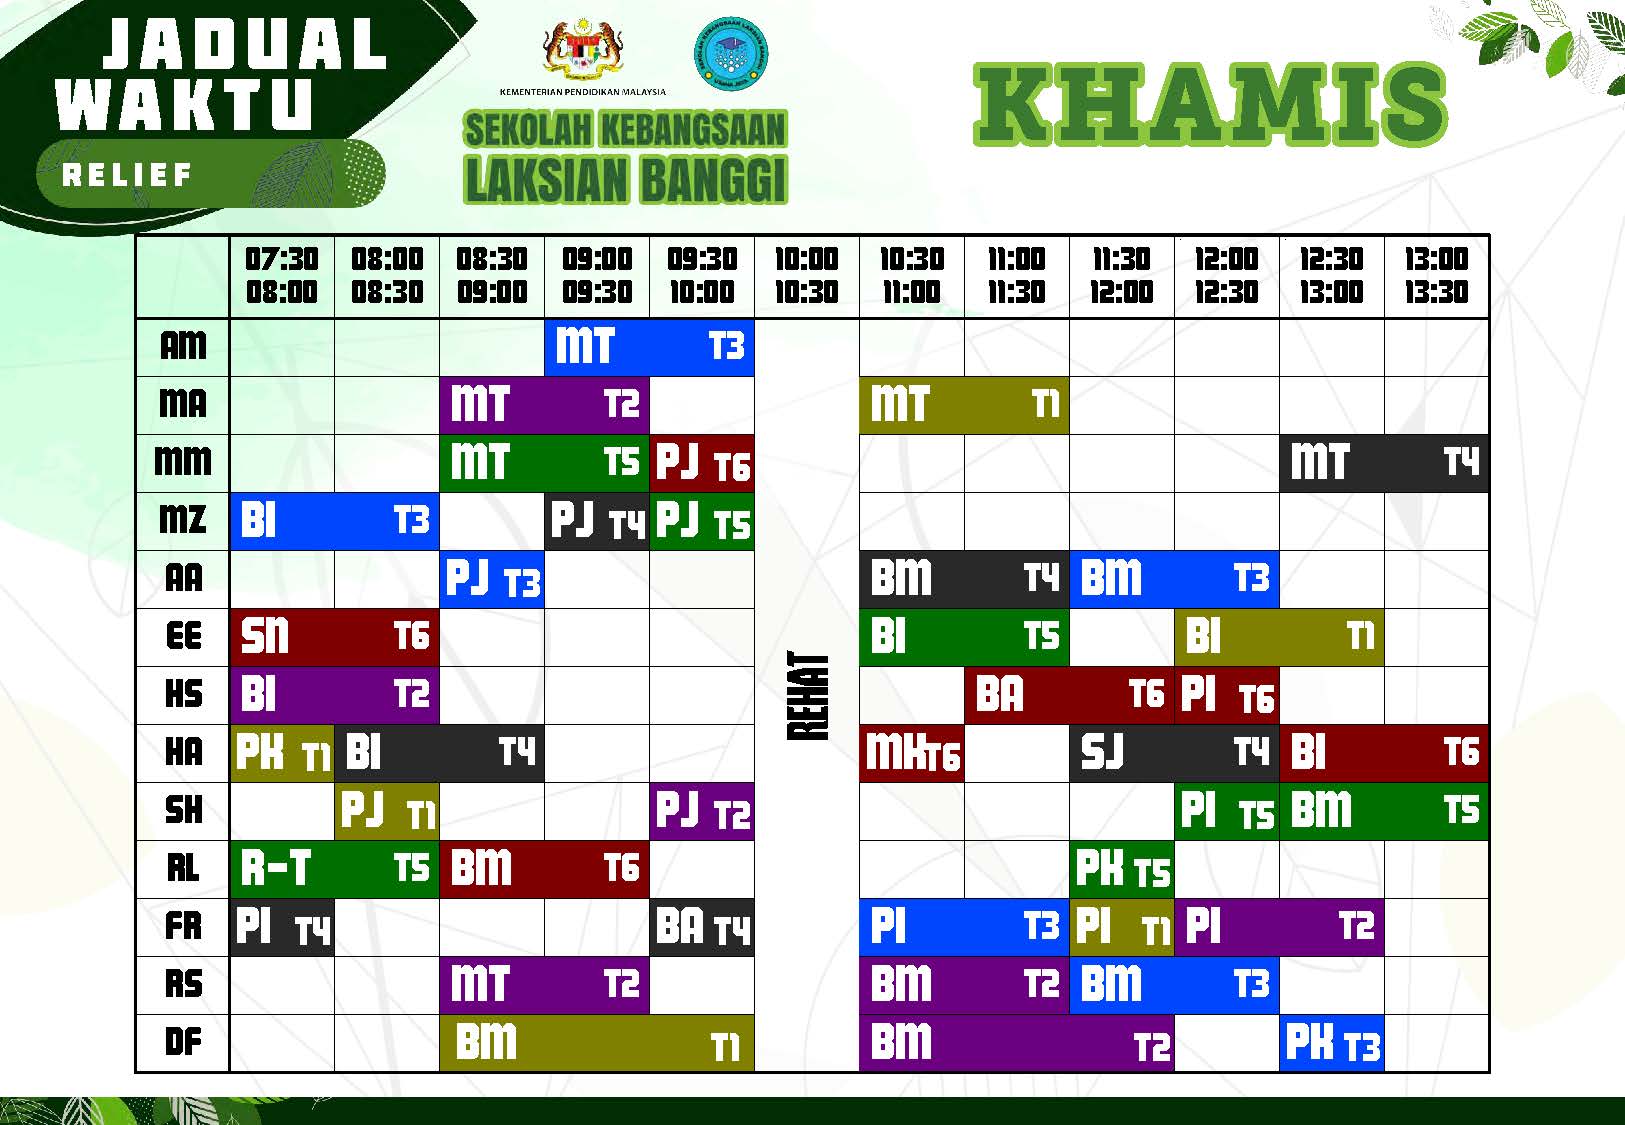 JADUAL
WAKTU
RELIEF
KEMENTERIAN PENDIDIKAN MALAYSIA
SEKOLAH KEBANGSAAN
LAKSIAN BANGGI
KHAMIS
07:30 08:00 08:30 09:00 09:30 10:00 10:30 11:00 11:30 12:00 12:30 13:00
08:00 08:30 09:00 09:30 10:00 10:30 11:00 11:30 12:00 12:30 13:00 13:30
AM MT T3
MA MT T2 MT T1
MM MT T5 PJ T6 MT T4
MZ BI T3 PJ T4 PJ T5
AA PJ T3 BM T4 BM T3
EE SN T6 BI T5 BI T1
HS BI T2 BA T6 PI T6
REHAT
HA PK T1 BI T4 MK T6 SJ T4 BI T6
SH PJ T1 PJ T2 PI T5 BM T5
RL R-T T5 BM T6 PK T5
FR PI T4 BA T4 PI T3 PI T1 PI T2
RS MT T2 BM T2 BM T3
DF BM T1 BM T2 PK T3